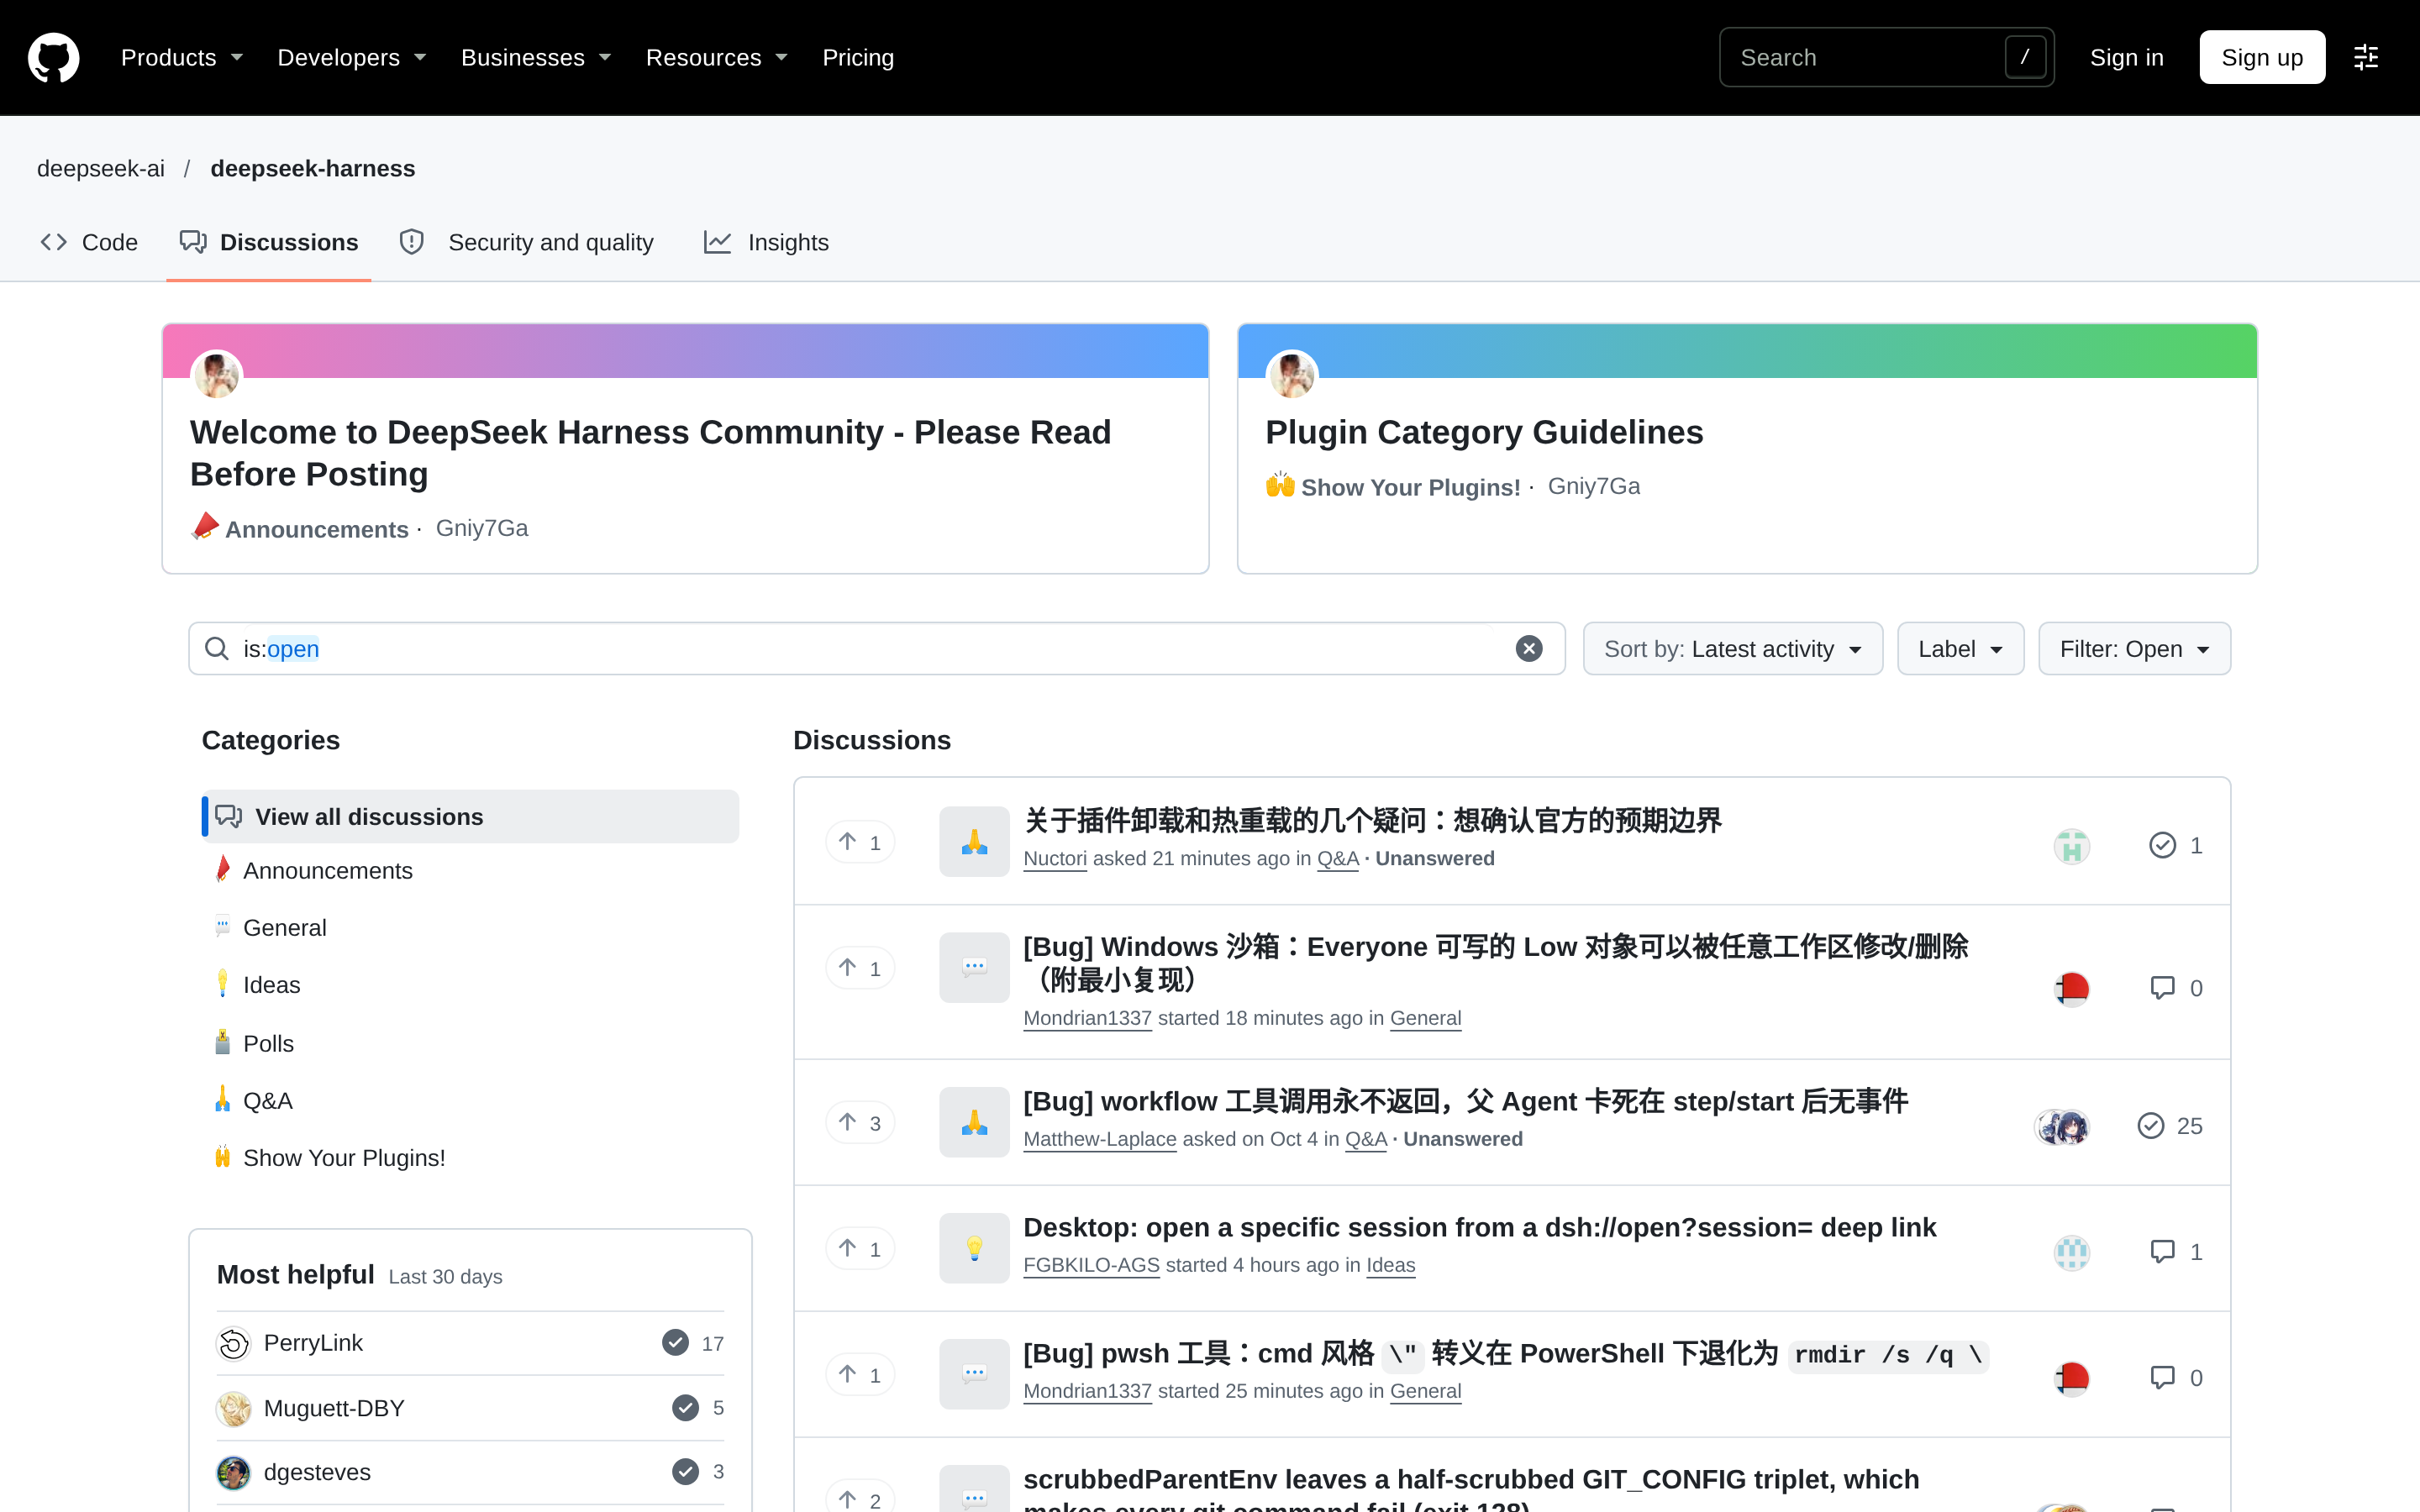 Products Developers Businesses Resources Pricing Search / Sign in Sign up
deepseek-ai / deepseek-harness
Code Discussions Security and quality Insights
Welcome to DeepSeek Harness Community - Please Read
Before Posting
Announcements · Gniy7Ga
Plugin Category Guidelines
Show Your Plugins! · Gniy7Ga
is:open
Sort by: Latest activity Label Filter: Open
Categories
View all discussions
Announcements
General
Ideas
Polls
Q&A
Show Your Plugins!
Most helpful Last 30 days
PerryLink 17
Muguett-DBY 5
dgesteves 3
Discussions
1 关于插件卸载和热重载的几个疑问：想确认官方的预期边界
Nuctori asked 21 minutes ago in Q&A · Unanswered 1
1 [Bug] Windows 沙箱：Everyone 可写的 Low 对象可以被任意工作区修改/删除
（附最小复现）
Mondrian1337 started 18 minutes ago in General 0
3 [Bug] workflow 工具调用永不返回，父 Agent 卡死在 step/start 后无事件
Matthew-Laplace asked on Oct 4 in Q&A · Unanswered 25
1 Desktop: open a specific session from a dsh://open?session= deep link
FGBKILO-AGS started 4 hours ago in Ideas 1
1 [Bug] pwsh 工具：cmd 风格 \" 转义在 PowerShell 下退化为 rmdir /s /q \
Mondrian1337 started 25 minutes ago in General 0
2 scrubbedParentEnv leaves a half-scrubbed GIT_CONFIG triplet, which
makes every git command fail (exit 128)